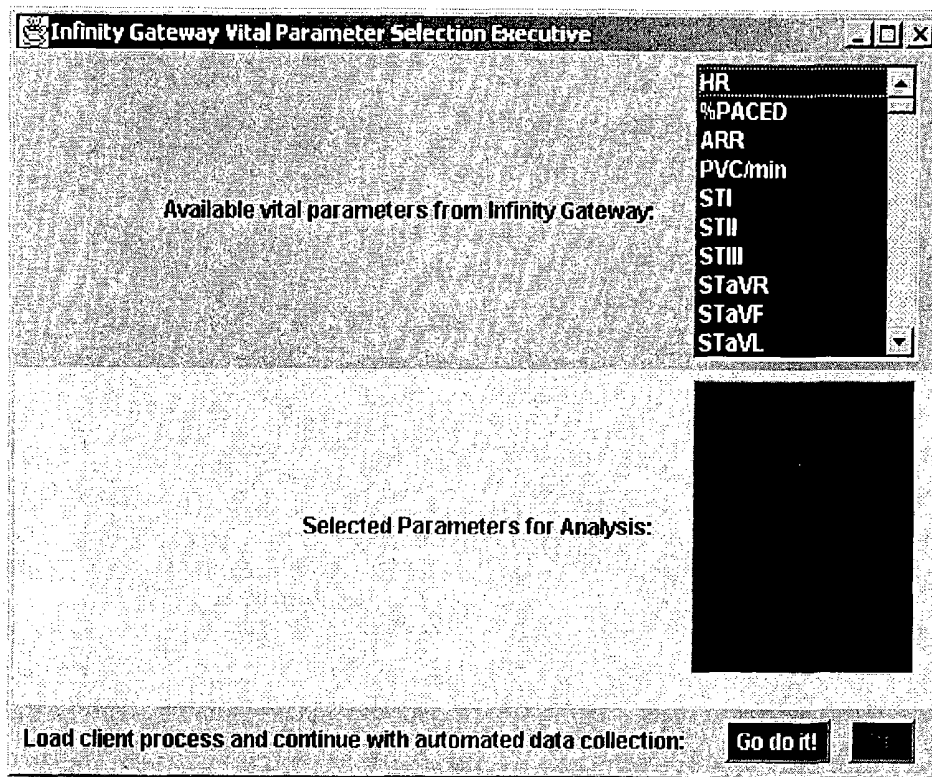 Infinity Gateway Vital Parameter Selection Executive
HR
%PACED
ARR
PVC/min
Available vital parameters from Infinity Gateway:
STI
STII
STIII
STaVR
STaVF
STaVL
Selected Parameters for Analysis:
Load client process and continue with automated data collection:
Go do it!